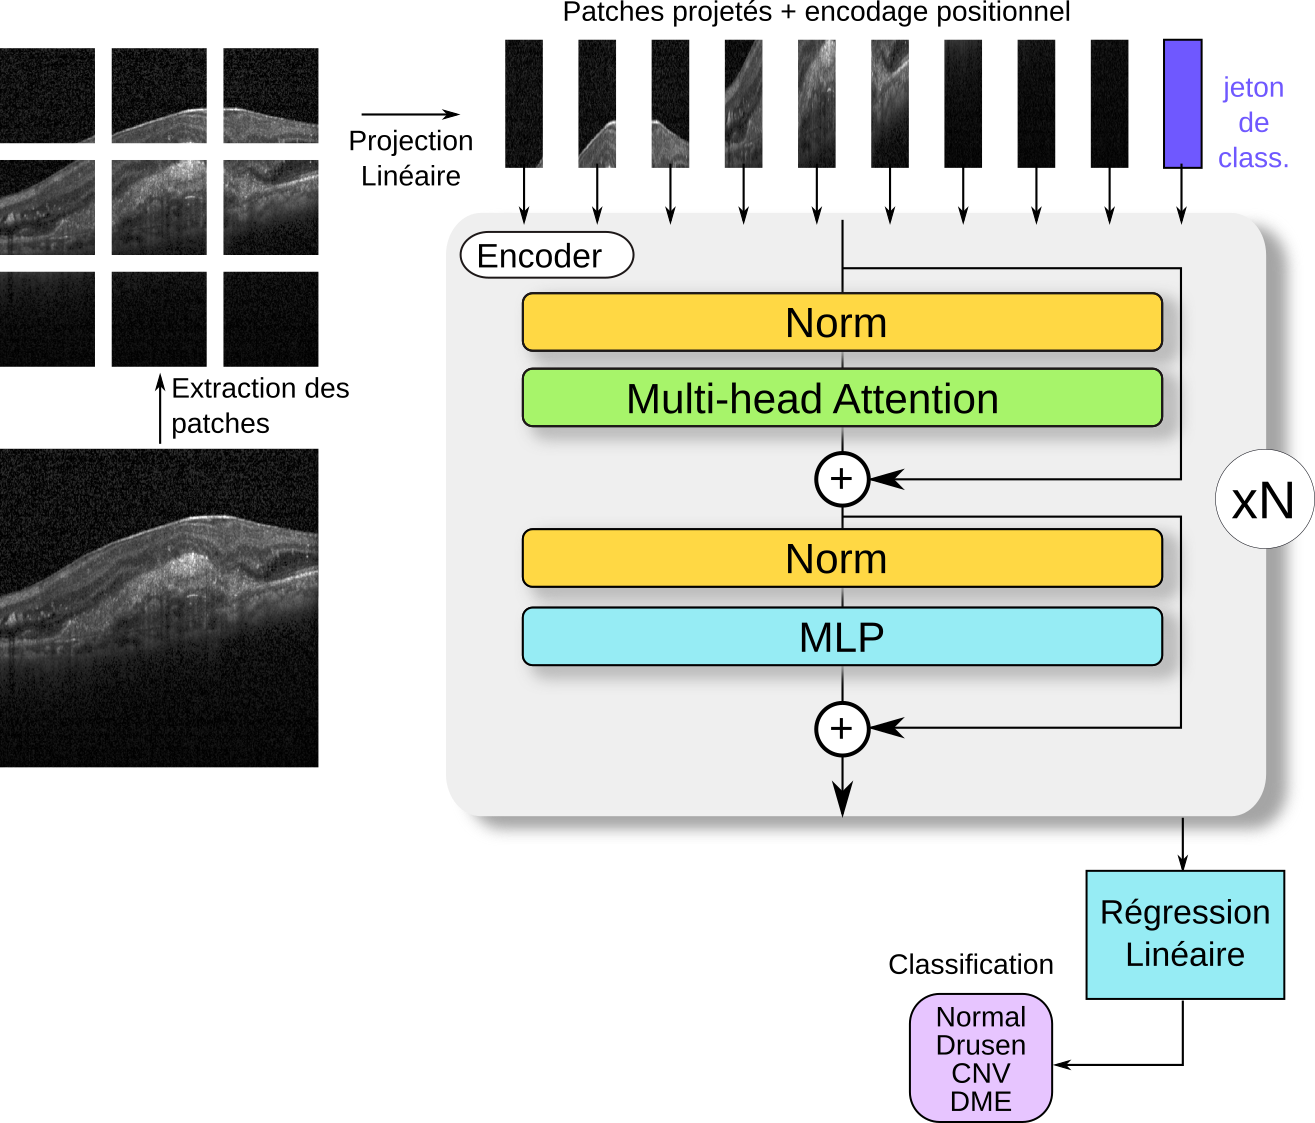 Patches projetés + encodage positionnel
jeton
de
class.
Projection
Linéaire
Extraction des
patches
Encoder
Norm
Multi-head Attention
+
Norm
MLP
+
xN
Régression
Linéaire
Classification
Normal
Drusen
CNV
DME